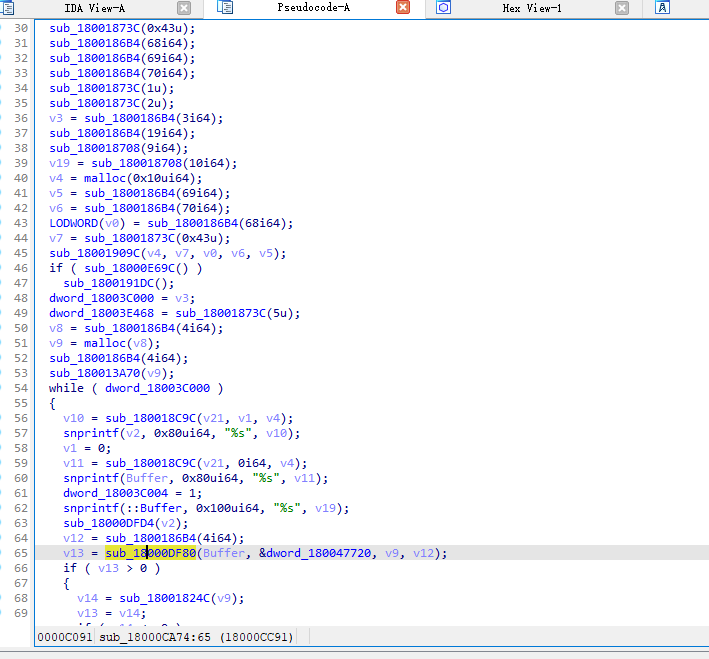 IDA View-A Pseudocode-A Hex View-1 A
30 sub_18001873C(0x43u);
31 sub_1800186B4(68i64);
32 sub_1800186B4(69i64);
33 sub_1800186B4(70i64);
34 sub_18001873C(1u);
35 sub_18001873C(2u);
36 v3 = sub_1800186B4(3i64);
37 sub_1800186B4(19i64);
38 sub_180018708(9i64);
39 v19 = sub_180018708(10i64);
40 v4 = malloc(0x10ui64);
41 v5 = sub_1800186B4(69i64);
42 v6 = sub_1800186B4(70i64);
43 LODWORD(v0) = sub_1800186B4(68i64);
44 v7 = sub_18001873C(0x43u);
45 sub_18001909C(v4, v7, v0, v6, v5);
46 if ( sub_18000E69C() )
47 sub_1800191DC();
48 dword_18003C000 = v3;
49 dword_18003E468 = sub_18001873C(5u);
50 v8 = sub_1800186B4(4i64);
51 v9 = malloc(v8);
52 sub_1800186B4(4i64);
53 sub_180013A70(v9);
54 while ( dword_18003C000 )
55 {
56 v10 = sub_180018C9C(v21, v1, v4);
57 snprintf(v2, 0x80ui64, "%s", v10);
58 v1 = 0;
59 v11 = sub_180018C9C(v21, 0i64, v4);
60 snprintf(Buffer, 0x80ui64, "%s", v11);
61 dword_18003C004 = 1;
62 snprintf(::Buffer, 0x100ui64, "%s", v19);
63 sub_18000DFD4(v2);
64 v12 = sub_1800186B4(4i64);
65 v13 = sub_18000DF80(Buffer, &dword_180047720, v9, v12);
66 if ( v13 > 0 )
67 {
68 v14 = sub_18001824C(v9);
69 v13 = v14;
0000C091 sub_18000CA74:65 (18000CC91)